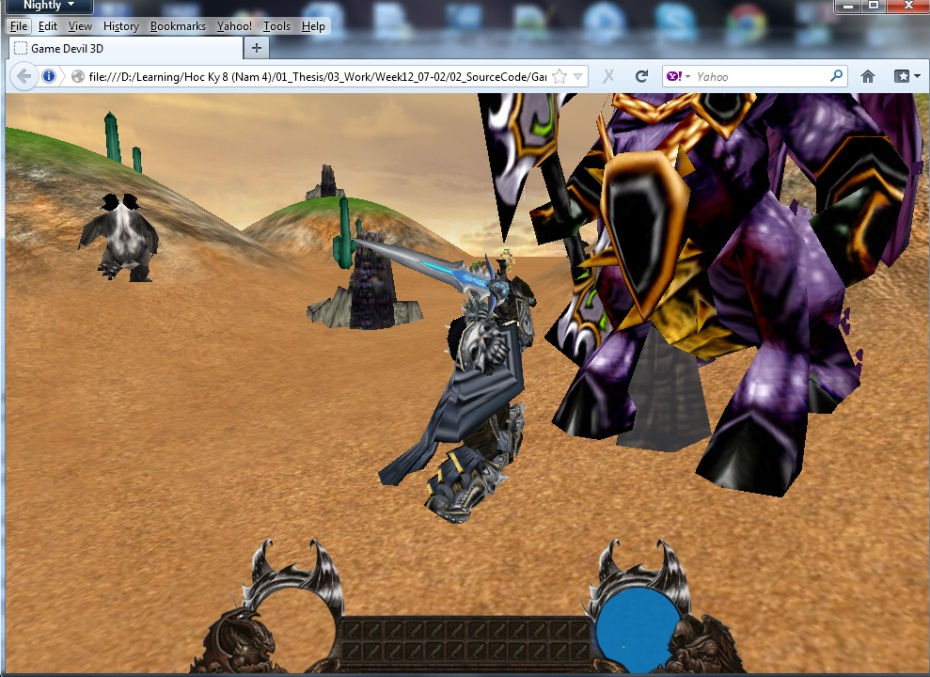 Nightly
File Edit View History Bookmarks Yahoo! Tools Help
Game Devil 3D
file:///D:/Learning/Hoc Ky 8 (Nam 4)/01_Thesis/03_Work/Week12_07-02/02_SourceCode/Gar
Yahoo